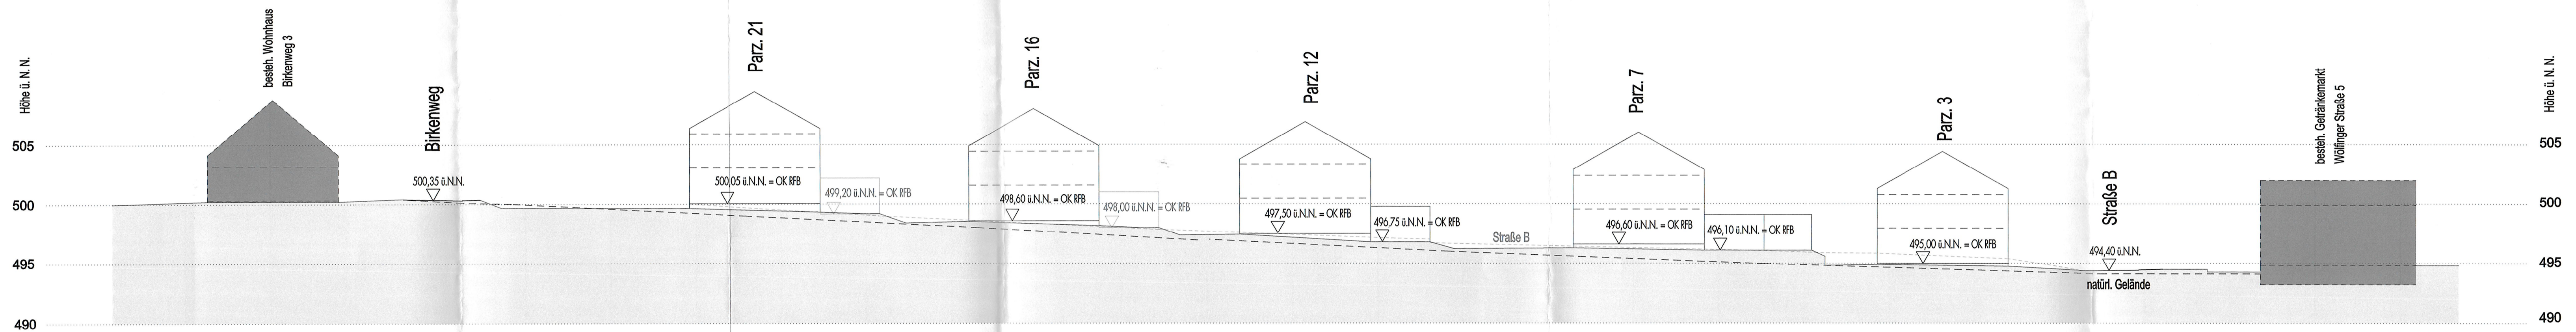 Höhe ü. N. N.
505
500
495
490
besteh. Wohnhaus
Birkenweg 3
Birkenweg
500,35 ü.N.N.
Parz. 21
500,05 ü.N.N. = OK RFB
499,20 ü.N.N. = OK RFB
Parz. 16
498,60 ü.N.N. = OK RFB
498,00 ü.N.N. = OK RFB
Parz. 12
497,50 ü.N.N. = OK RFB
496,75 ü.N.N. = OK RFB
Straße B
Parz. 7
496,60 ü.N.N. = OK RFB
496,10 ü.N.N. = OK RFB
Parz. 3
495,00 ü.N.N. = OK RFB
Straße B
494,40 ü.N.N.
natürl. Gelände
besteh. Getränkemarkt
Wölfinger Straße 5
Höhe ü. N. N.
505
500
495
490